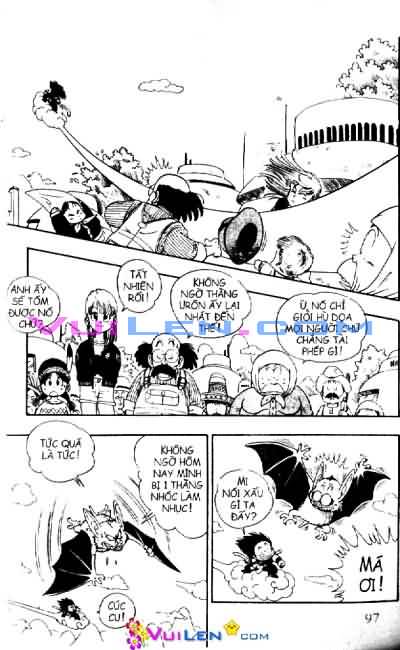 ANH ẤY
SẼ TÓM
ĐƯỢC NÓ
CHỨ?
TẤT
NHIÊN
RỒI!
KHÔNG
NGỜ THẰNG
URÔN ẤY LẠI
NHÁT ĐẾN
THẾ!
Ừ, NÓ CHỈ
GIỎI HÙ DỌA
MỌI NGƯỜI CHỨ
CHẲNG TÀI
PHÉP GÌ!
VuiLen.com
TỨC QUÁ
LÀ TỨC!
KHÔNG
NGỜ HÔM
NAY MÌNH
BỊ 1 THẰNG
NHÓC LÀM
NHỤC!
CÚC
CU!
MI
NÓI XẤU
GÌ TA
ĐẤY?
MÁ
ƠI!
97
VuiLen.com